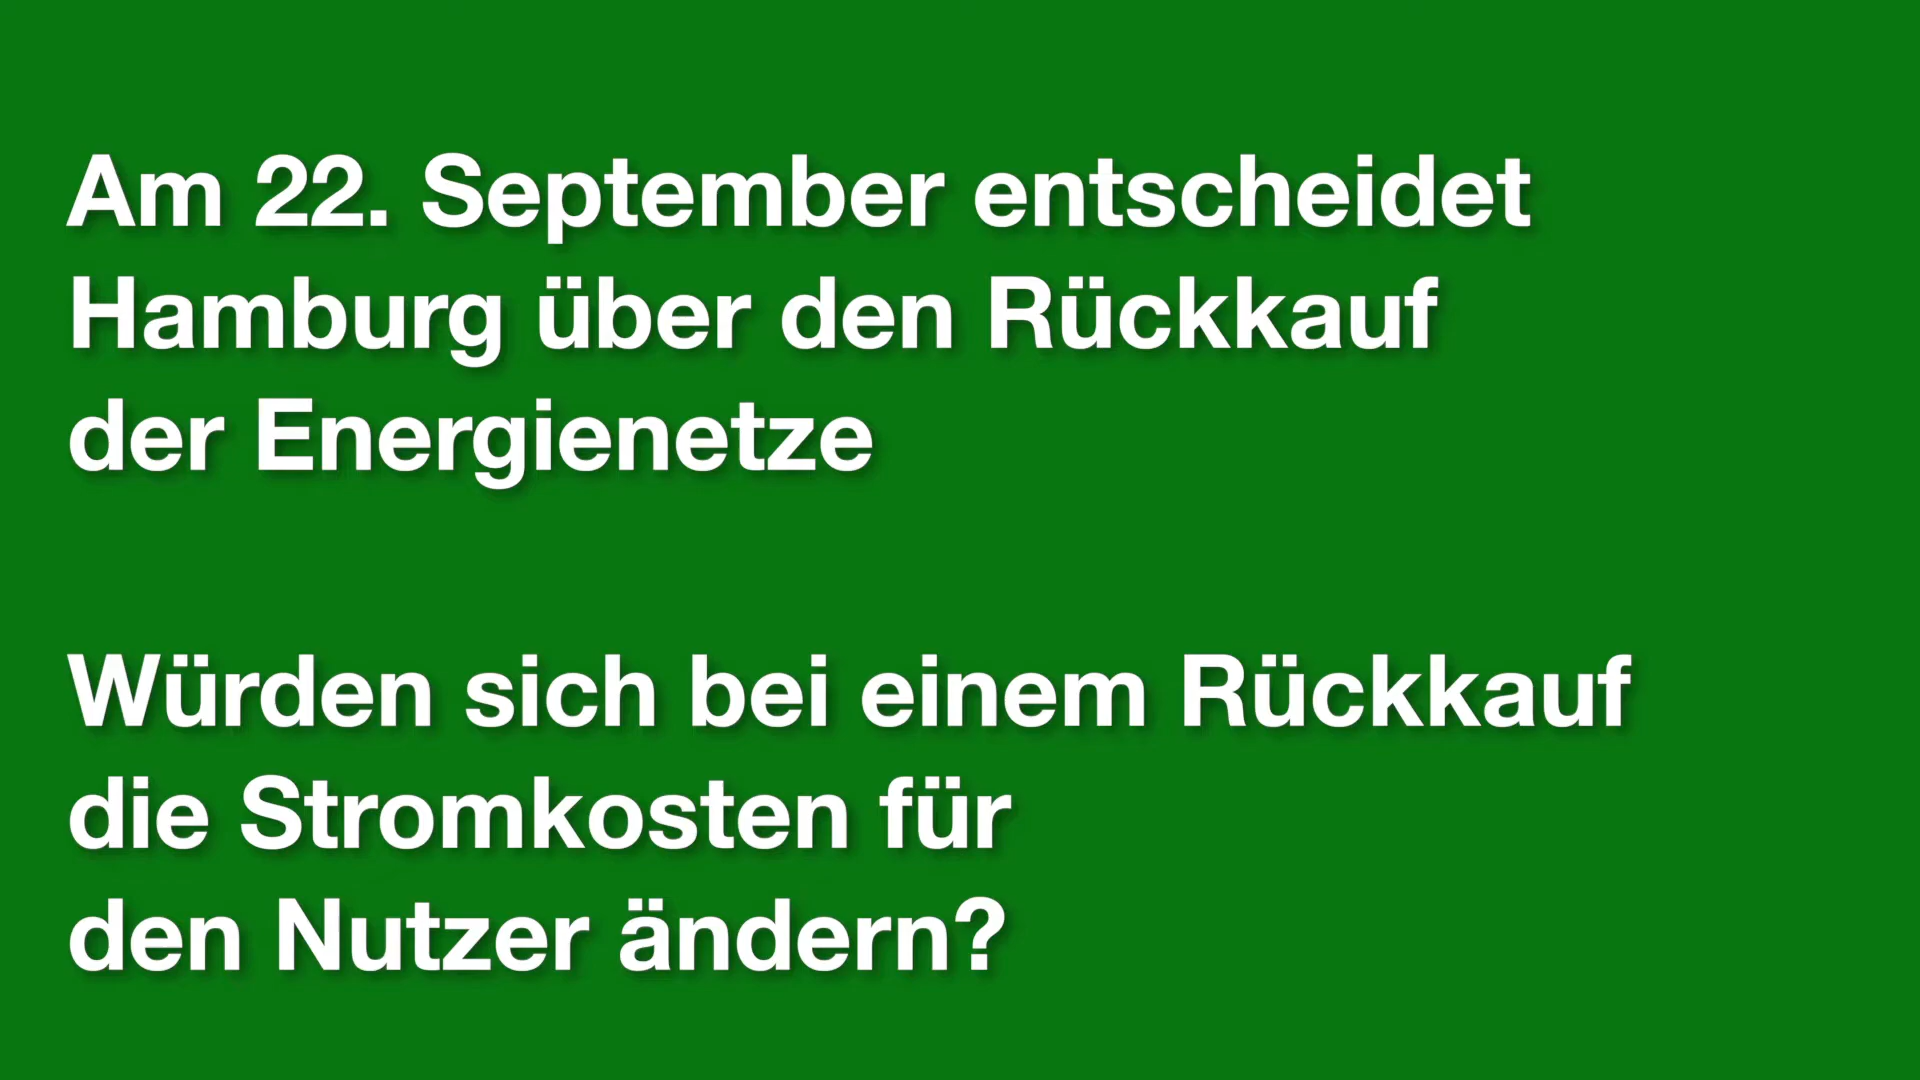 Am 22. September entscheidet
Hamburg über den Rückkauf
der Energienetze
Würden sich bei einem Rückkauf
die Stromkosten für
den Nutzer ändern?